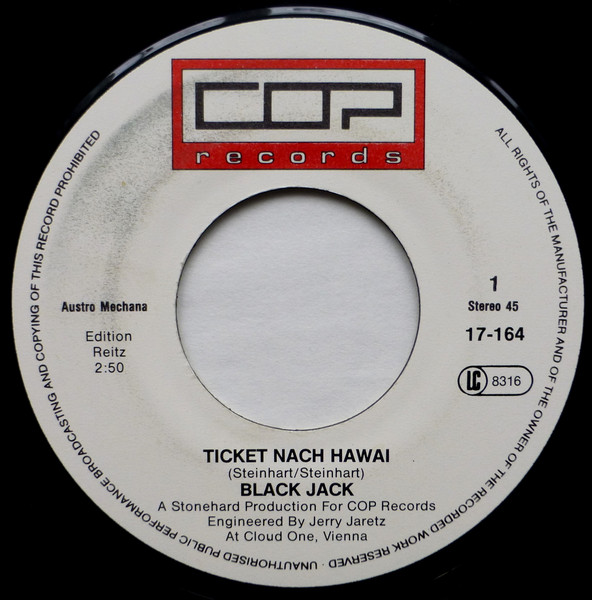 COP
records
ALL RIGHTS OF THE MANUFACTURER AND OF THE OWNER OF THE RECORDED WORK RESERVED · UNAUTHORISED PUBLIC PERFORMANCE BROADCASTING AND COPYING OF THIS RECORD PROHIBITED
Austro Mechana
Edition
Reitz
2:50
1
Stereo 45
17-164
LC 8316
TICKET NACH HAWAI
(Steinhart/Steinhart)
BLACK JACK
A Stonehard Production For COP Records
Engineered By Jerry Jaretz
At Cloud One, Vienna